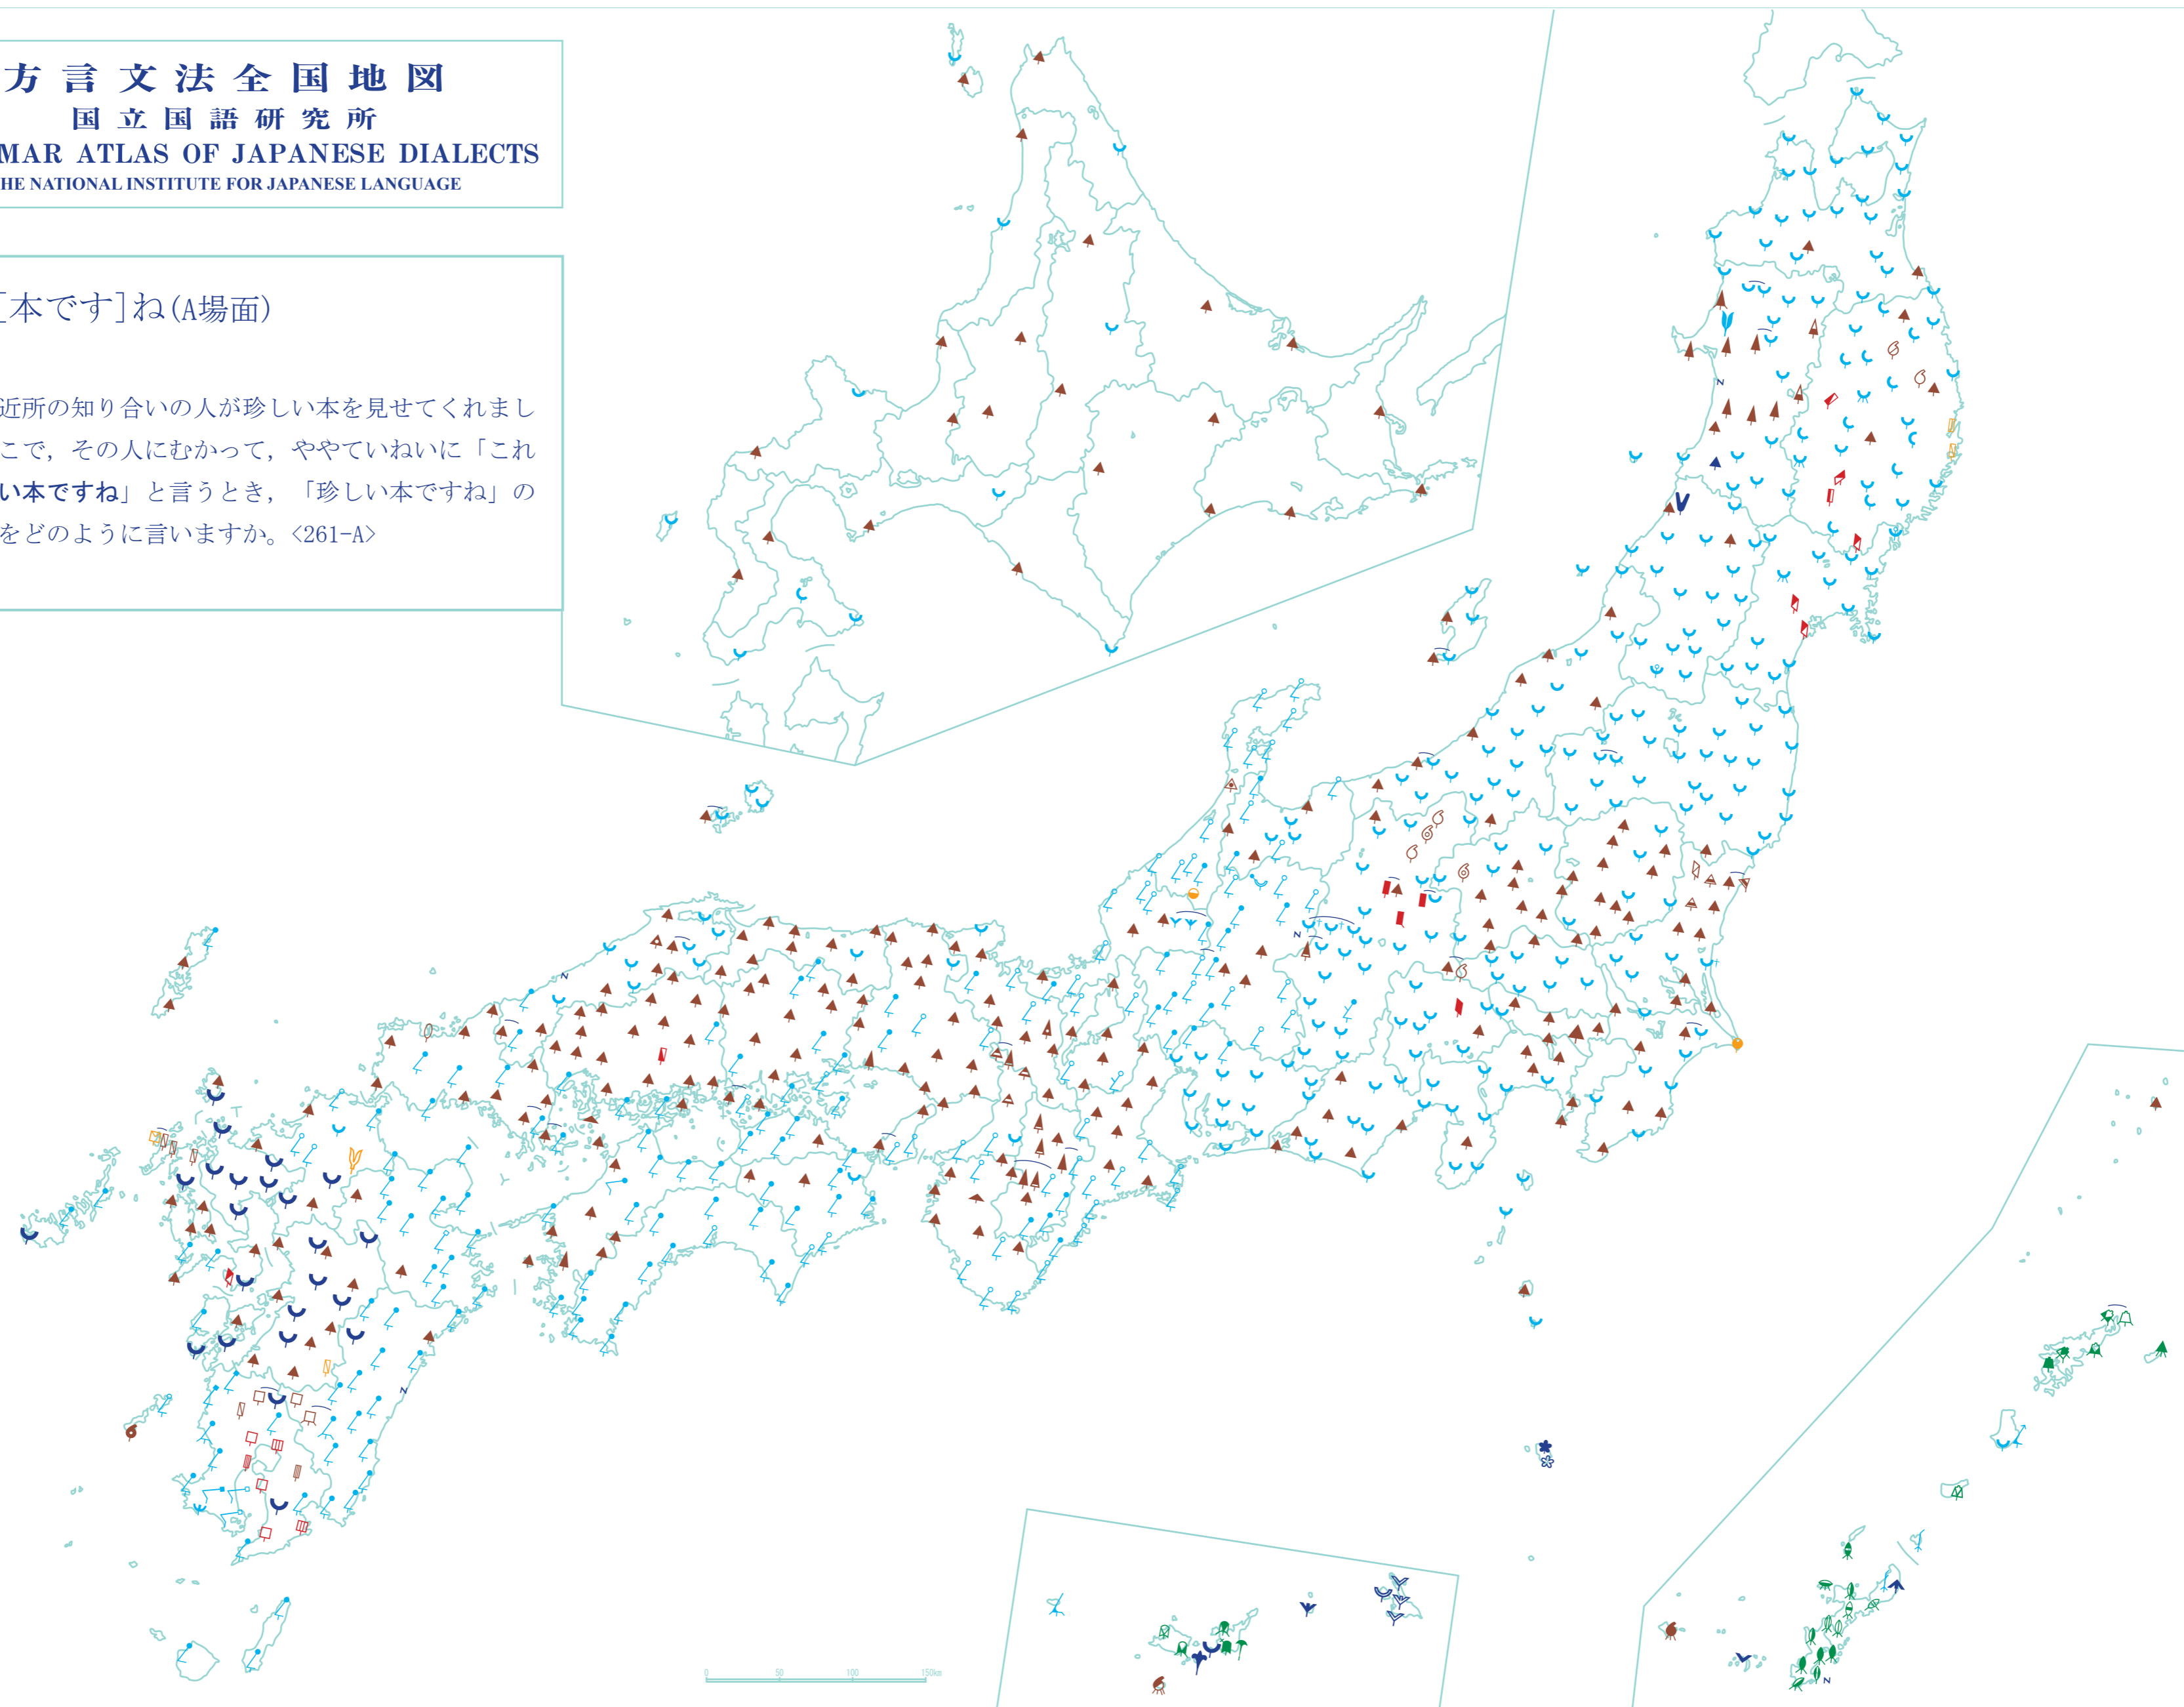 方言文法全国地図
国立国語研究所
MAR ATLAS OF JAPANESE DIALECTS
HE NATIONAL INSTITUTE FOR JAPANESE LANGUAGE
[本です]ね(A場面)
近所の知り合いの人が珍しい本を見せてくれまし
こで，その人にむかって，ややていねいに「これ
い本ですね」と言うとき，「珍しい本ですね」の
をどのように言いますか。<261-A>
N
N
N
N
N
N
0 50 100 150km